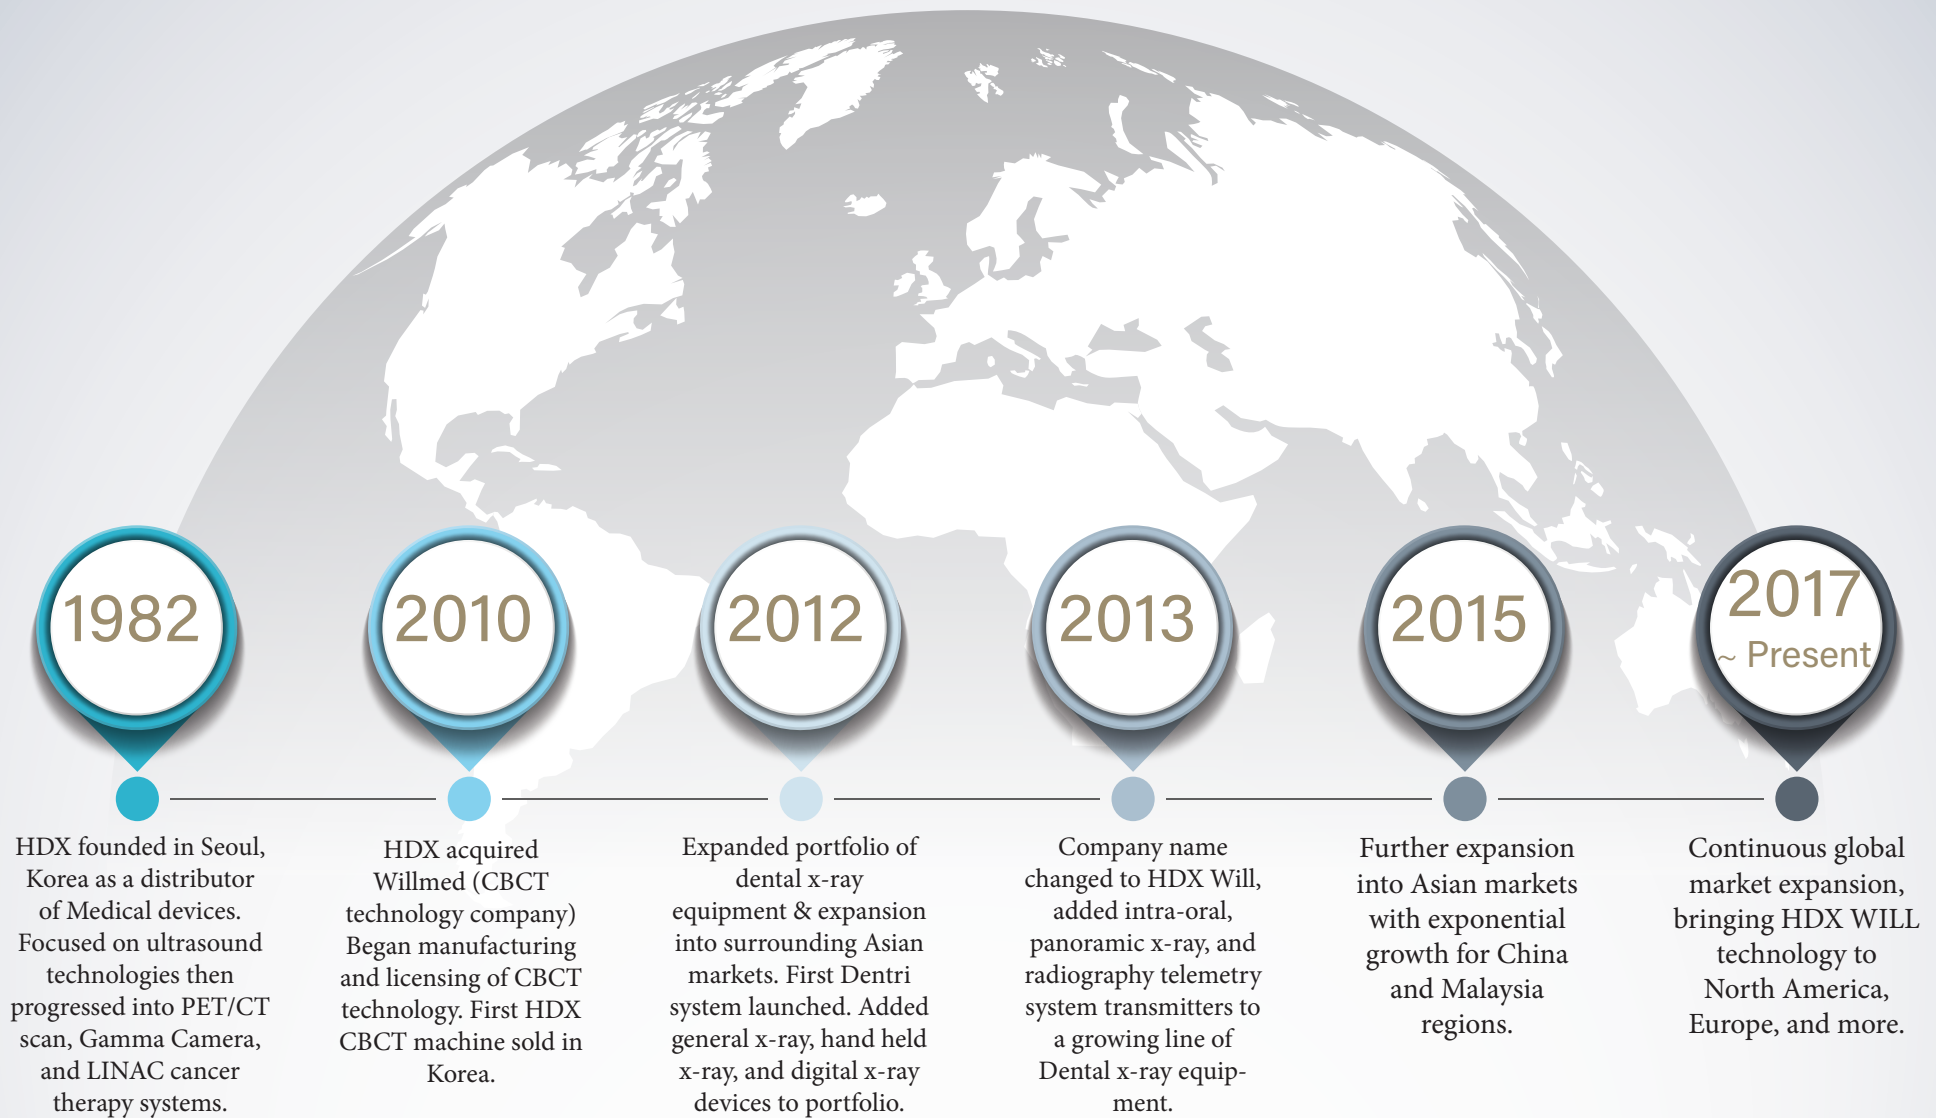 1982
HDX founded in Seoul,
Korea as a distributor
of Medical devices.
Focused on ultrasound
technologies then
progressed into PET/CT
scan, Gamma Camera,
and LINAC cancer
therapy systems.
2010
HDX acquired
Willmed (CBCT
technology company)
Began manufacturing
and licensing of CBCT
technology. First HDX
CBCT machine sold in
Korea.
2012
Expanded portfolio of
dental x-ray
equipment & expansion
into surrounding Asian
markets. First Dentri
system launched. Added
general x-ray, hand held
x-ray, and digital x-ray
devices to portfolio.
2013
Company name
changed to HDX Will,
added intra-oral,
panoramic x-ray, and
radiography telemetry
system transmitters to
a growing line of
Dental x-ray equip-
ment.
2015
Further expansion
into Asian markets
with exponential
growth for China
and Malaysia
regions.
2017
~ Present
Continuous global
market expansion,
bringing HDX WILL
technology to
North America,
Europe, and more.